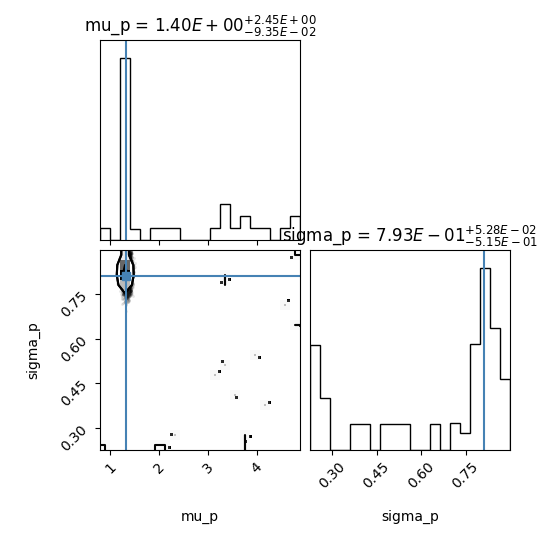 mu_p = 1.40E + 00+2.45E+00−9.35E−02
sigma_p = 7.93E − 01+5.28E−02−5.15E−01
sigma_p
0.75
0.60
0.45
0.30
1
2
3
4
mu_p
0.30
0.45
0.60
0.75
sigma_p